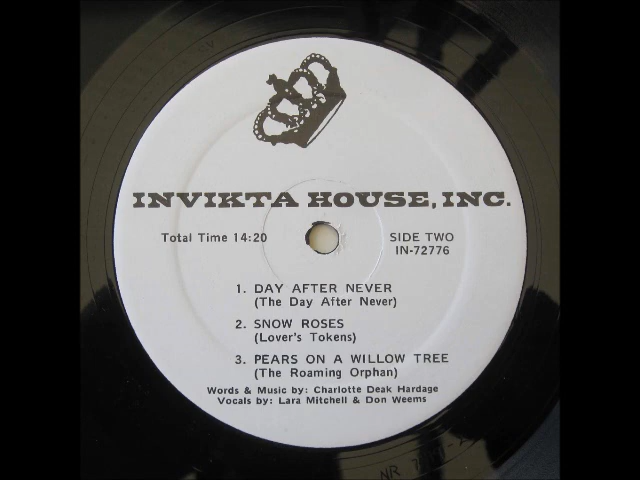 INVIKTA HOUSE, INC.
Total Time 14:20
SIDE TWO
IN-72776
1. DAY AFTER NEVER
(The Day After Never)
2. SNOW ROSES
(Lover's Tokens)
3. PEARS ON A WILLOW TREE
(The Roaming Orphan)
Words & Music by: Charlotte Deak Hardage
Vocals by: Lara Mitchell & Don Weems
NR